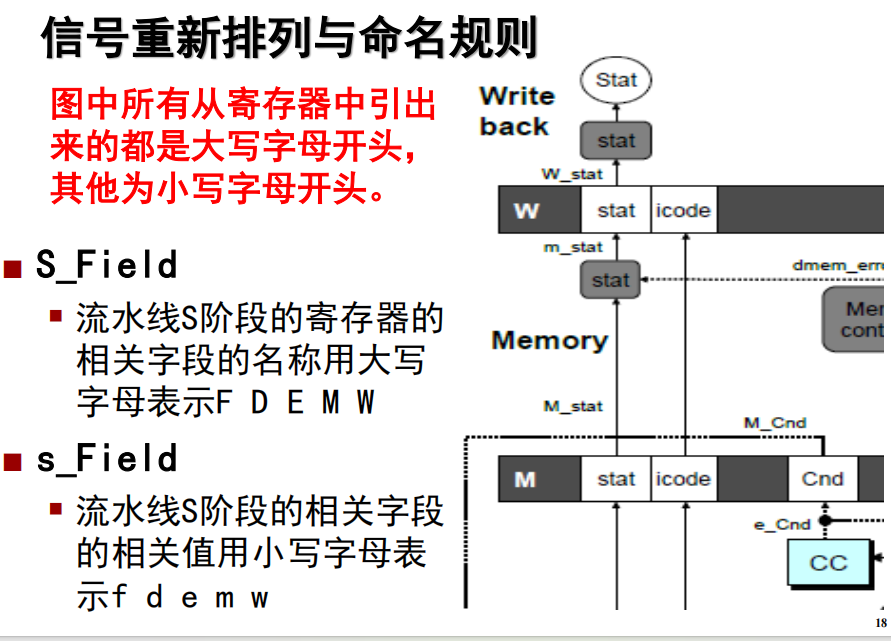 信号重新排列与命名规则
图中所有从寄存器中引出
来的都是大写字母开头，
其他为小写字母开头。
■ S_Field
■ 流水线S阶段的寄存器的
相关字段的名称用大写
字母表示F D E M W
■ s_Field
■ 流水线S阶段的相关字段
的相关值用小写字母表
示f d e m w
Stat
Write
back
stat
W_stat
W
stat
icode
m_stat
dmem_err
stat
Mem
cont
Memory
M_stat
M_Cnd
M
stat
icode
Cnd
e_Cnd
CC
18